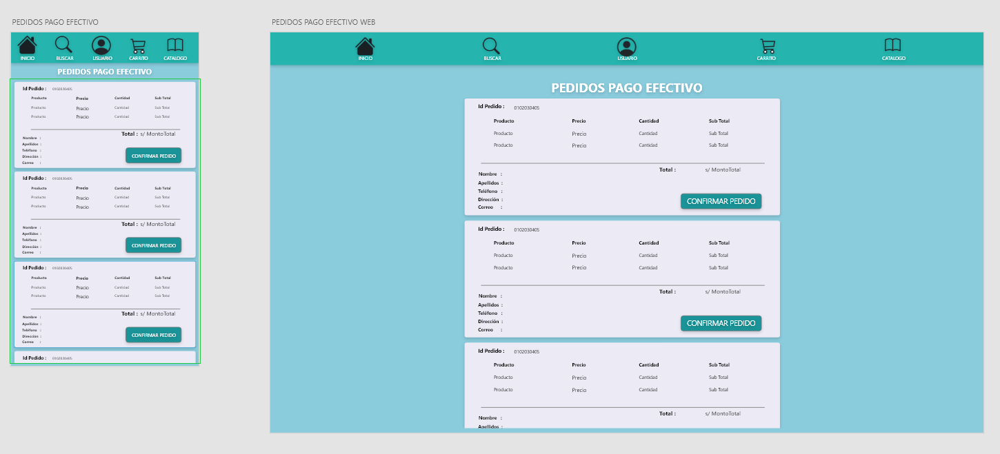 PEDIDOS PAGO EFECTIVO
INICIO BUSCAR USUARIO CARRITO CATALOGO
PEDIDOS PAGO EFECTIVO
Id Pedido : 0102030405
Producto Precio Cantidad Sub Total
Producto Precio Cantidad Sub Total
Producto Precio Cantidad Sub Total
Total : s/ MontoTotal
Nombre :
Apellidos :
Teléfono :
Dirección :
Correo :
CONFIRMAR PEDIDO
Id Pedido : 0102030405
Producto Precio Cantidad Sub Total
Producto Precio Cantidad Sub Total
Producto Precio Cantidad Sub Total
Total : s/ MontoTotal
Nombre :
Apellidos :
Teléfono :
Dirección :
Correo :
CONFIRMAR PEDIDO
Id Pedido : 0102030405
Producto Precio Cantidad Sub Total
Producto Precio Cantidad Sub Total
Producto Precio Cantidad Sub Total
Total : s/ MontoTotal
Nombre :
Apellidos :
Teléfono :
Dirección :
Correo :
CONFIRMAR PEDIDO
Id Pedido : 0102030405
PEDIDOS PAGO EFECTIVO WEB
INICIO BUSCAR USUARIO CARRITO CATALOGO
PEDIDOS PAGO EFECTIVO
Id Pedido : 0102030405
Producto Precio Cantidad Sub Total
Producto Precio Cantidad Sub Total
Producto Precio Cantidad Sub Total
Total : s/ MontoTotal
Nombre :
Apellidos :
Teléfono :
Dirección :
Correo :
CONFIRMAR PEDIDO
Id Pedido : 0102030405
Producto Precio Cantidad Sub Total
Producto Precio Cantidad Sub Total
Producto Precio Cantidad Sub Total
Total : s/ MontoTotal
Nombre :
Apellidos :
Teléfono :
Dirección :
Correo :
CONFIRMAR PEDIDO
Id Pedido : 0102030405
Producto Precio Cantidad Sub Total
Producto Precio Cantidad Sub Total
Producto Precio Cantidad Sub Total
Total : s/ MontoTotal
Nombre :
Apellidos :